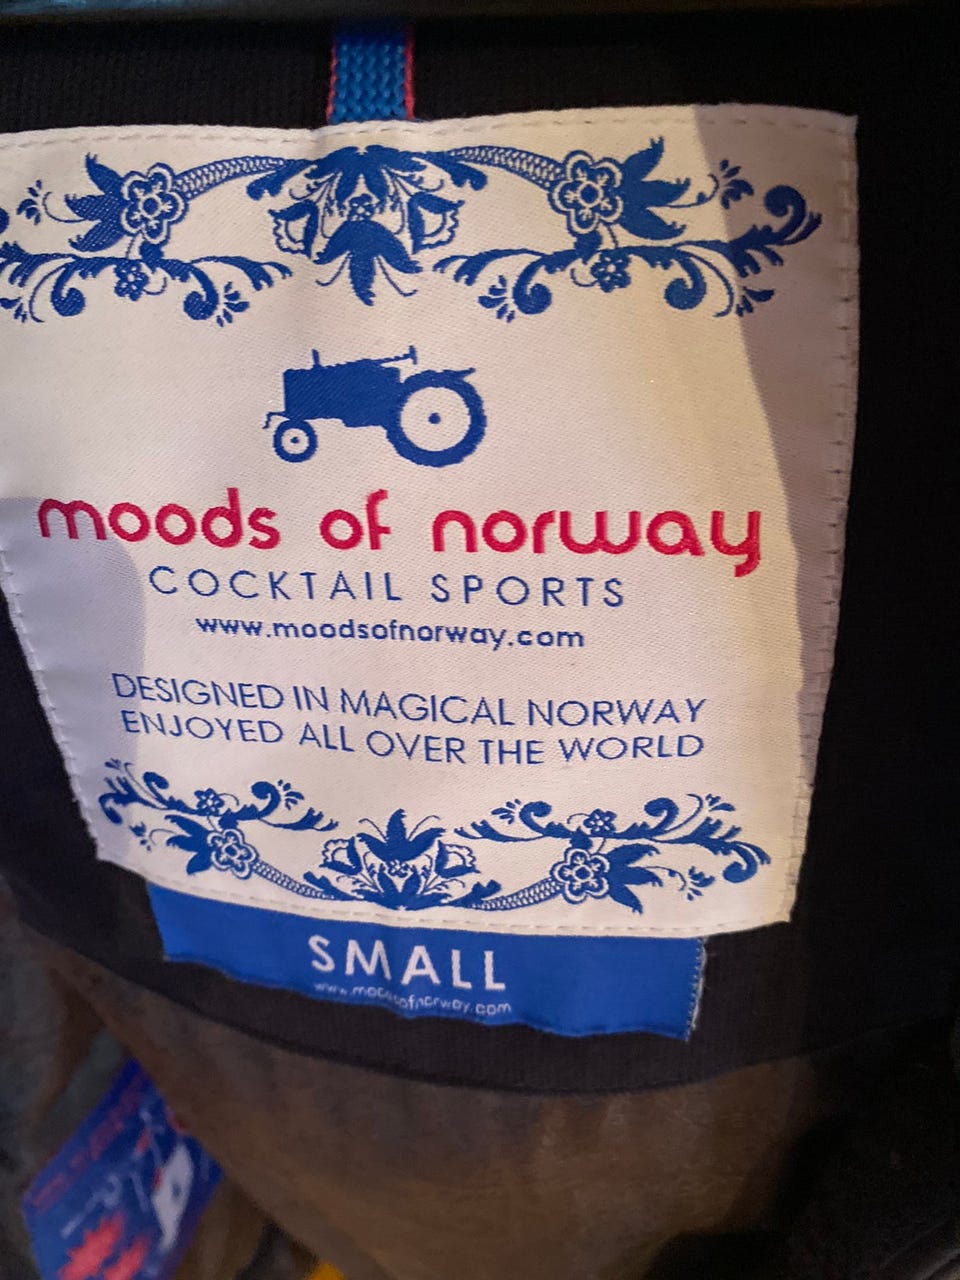 moods of norway
COCKTAIL SPORTS
www.moodsofnorway.com
DESIGNED IN MAGICAL NORWAY
ENJOYED ALL OVER THE WORLD
SMALL
www.moodsofnorway.com